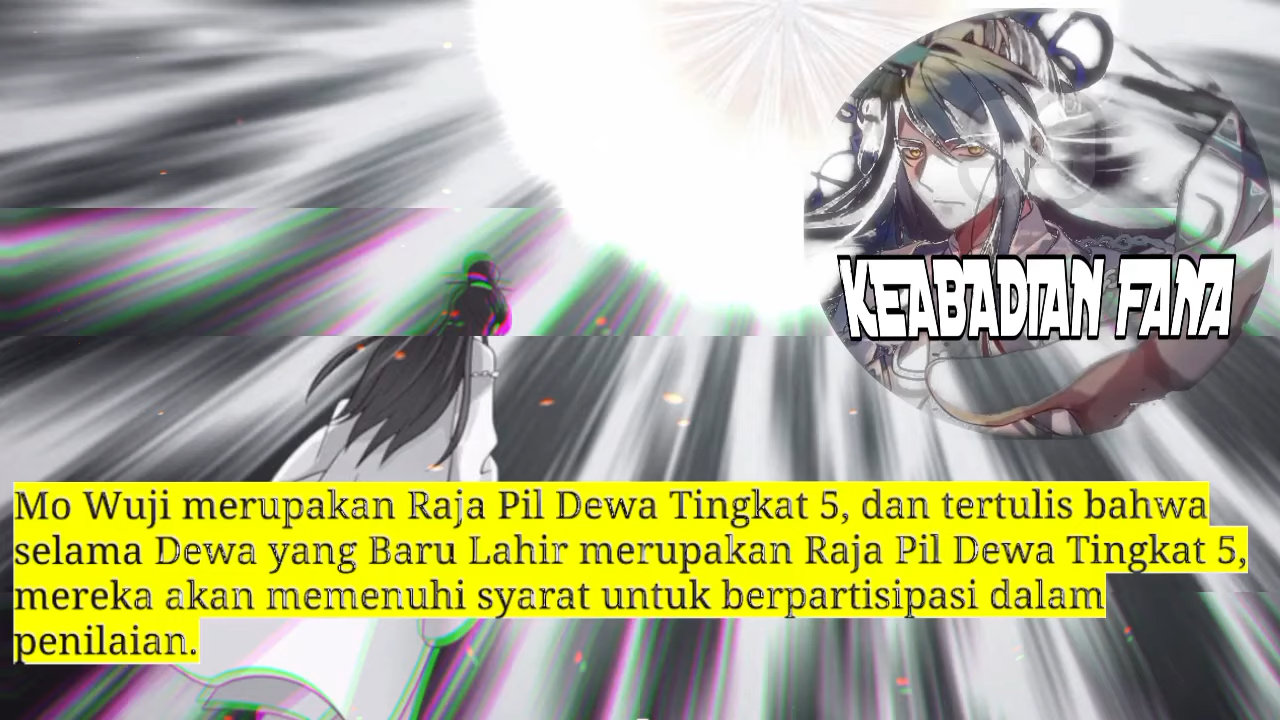 KEABADIAN FANA
Mo Wuji merupakan Raja Pil Dewa Tingkat 5, dan tertulis bahwa
selama Dewa yang Baru Lahir merupakan Raja Pil Dewa Tingkat 5,
mereka akan memenuhi syarat untuk berpartisipasi dalam
penilaian.